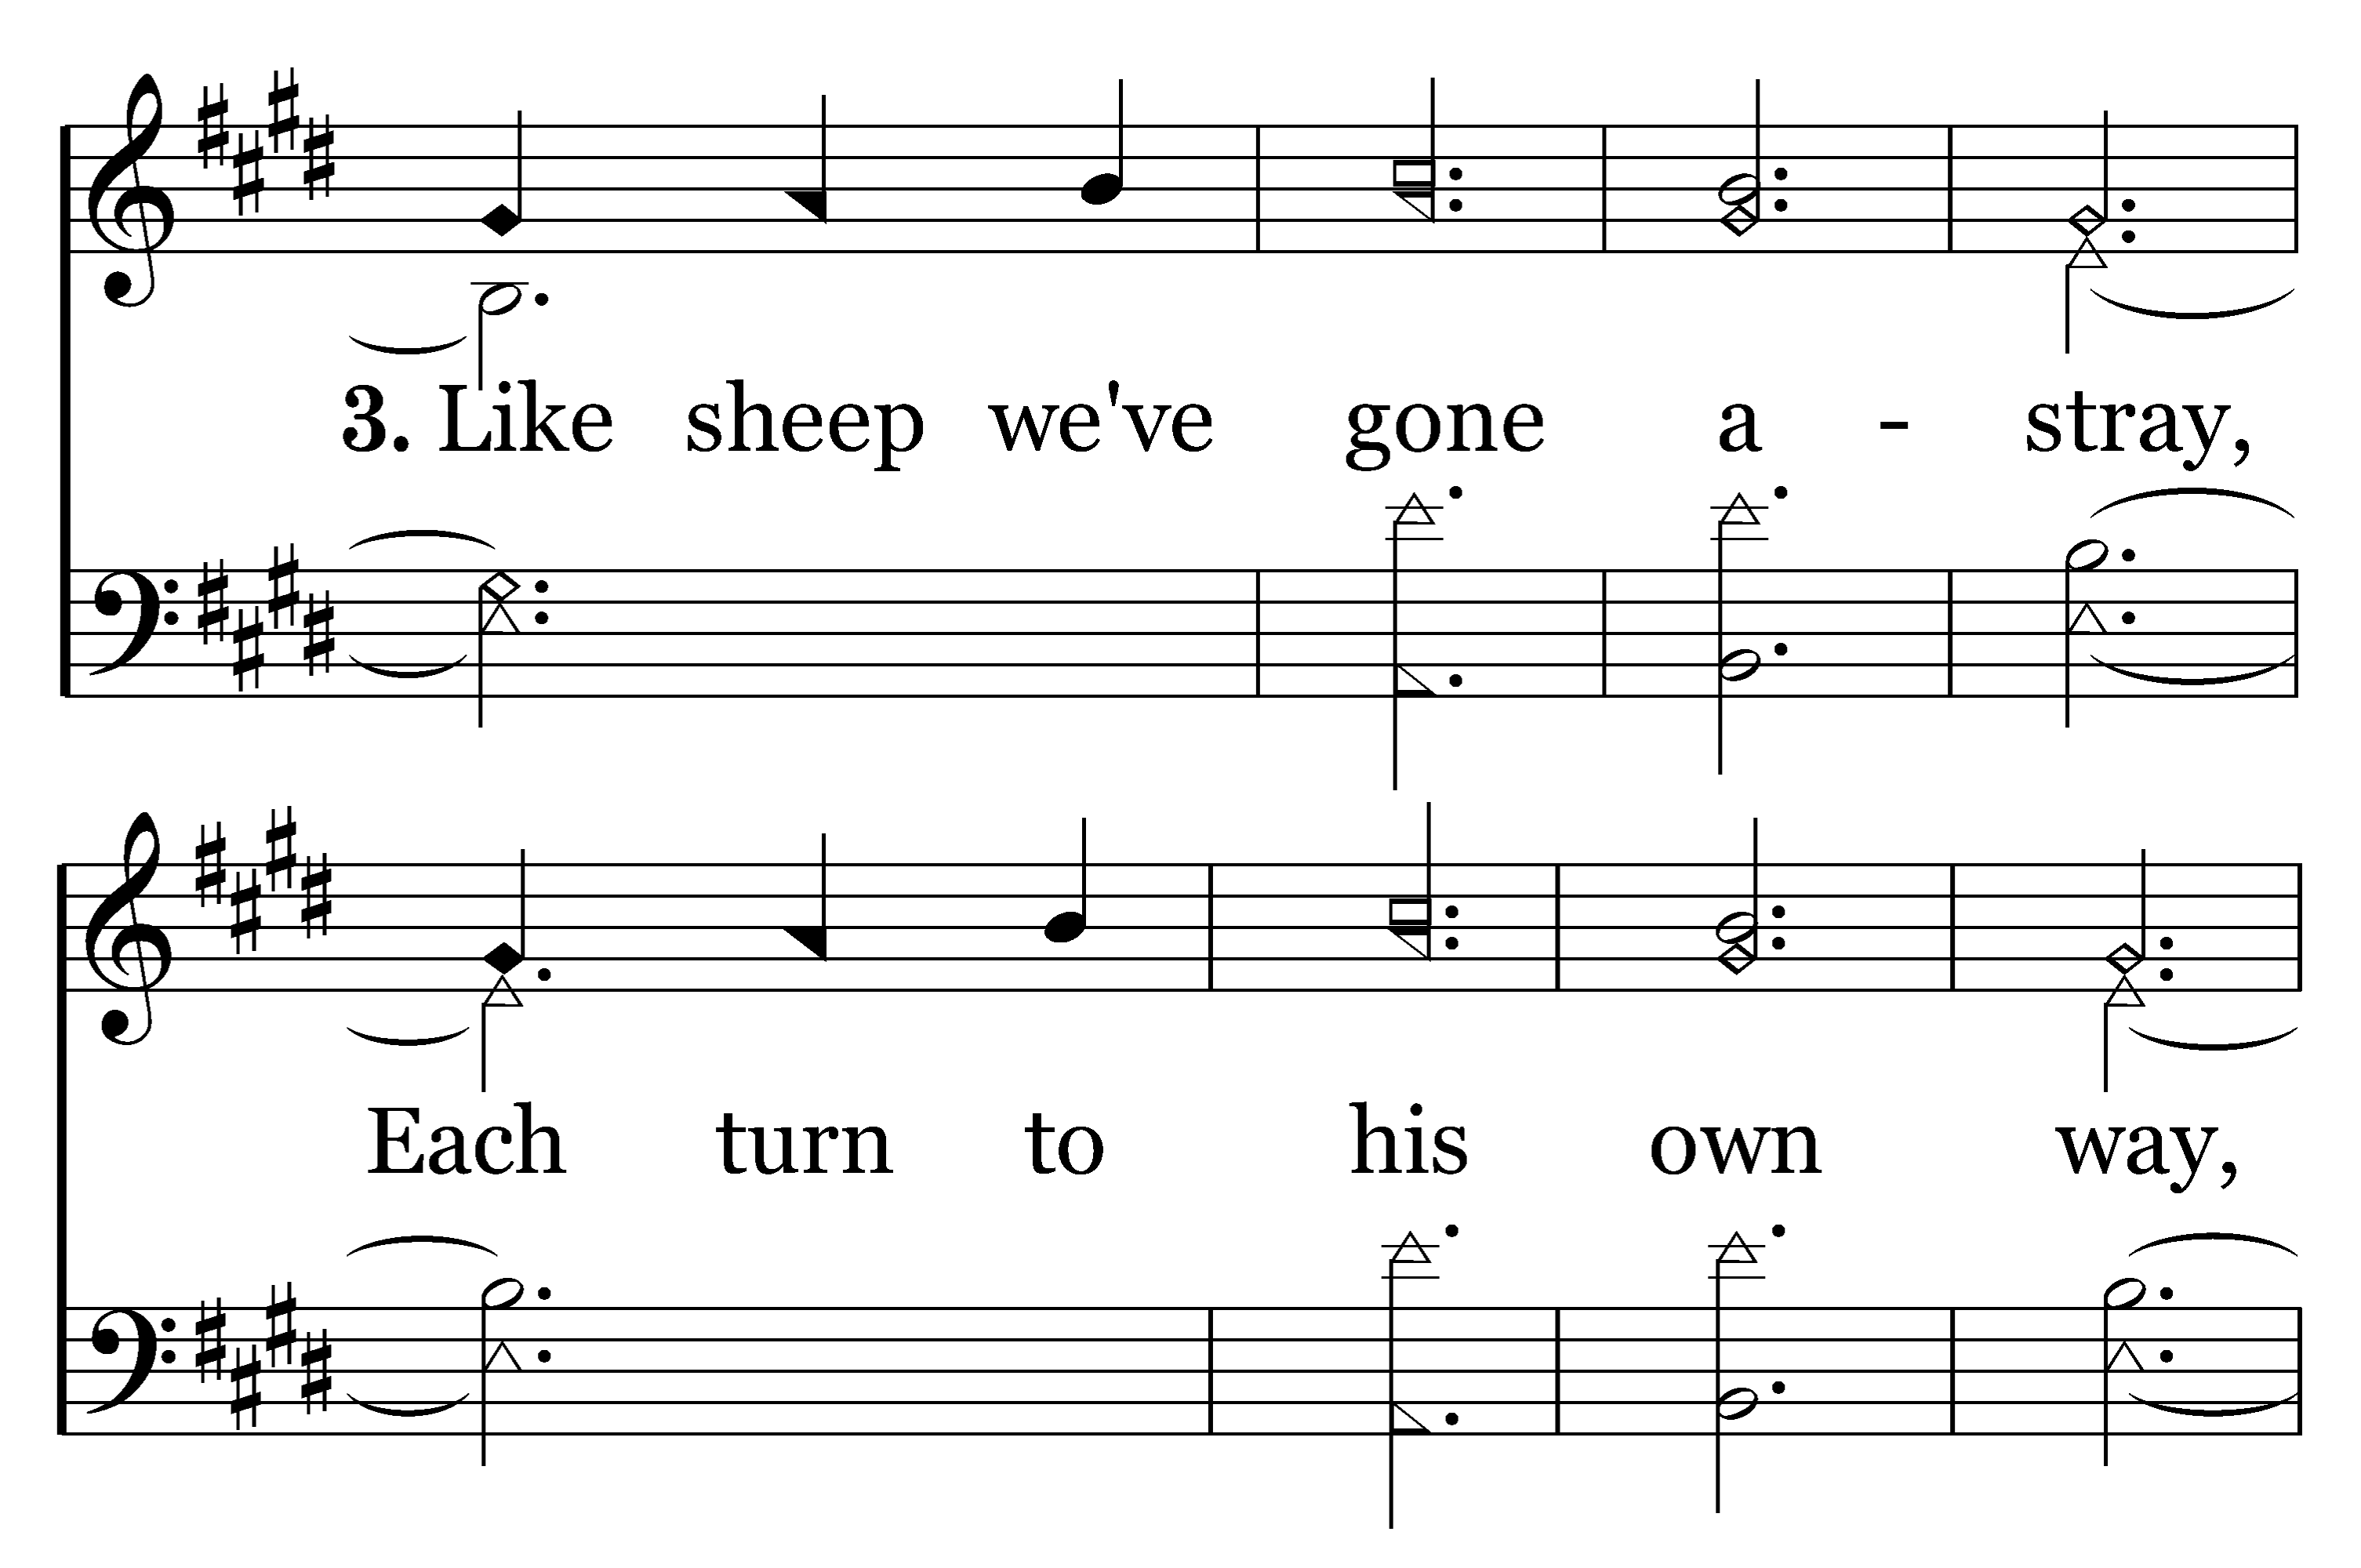 3. Like sheep we've gone a - stray,
Each turn to his own way,